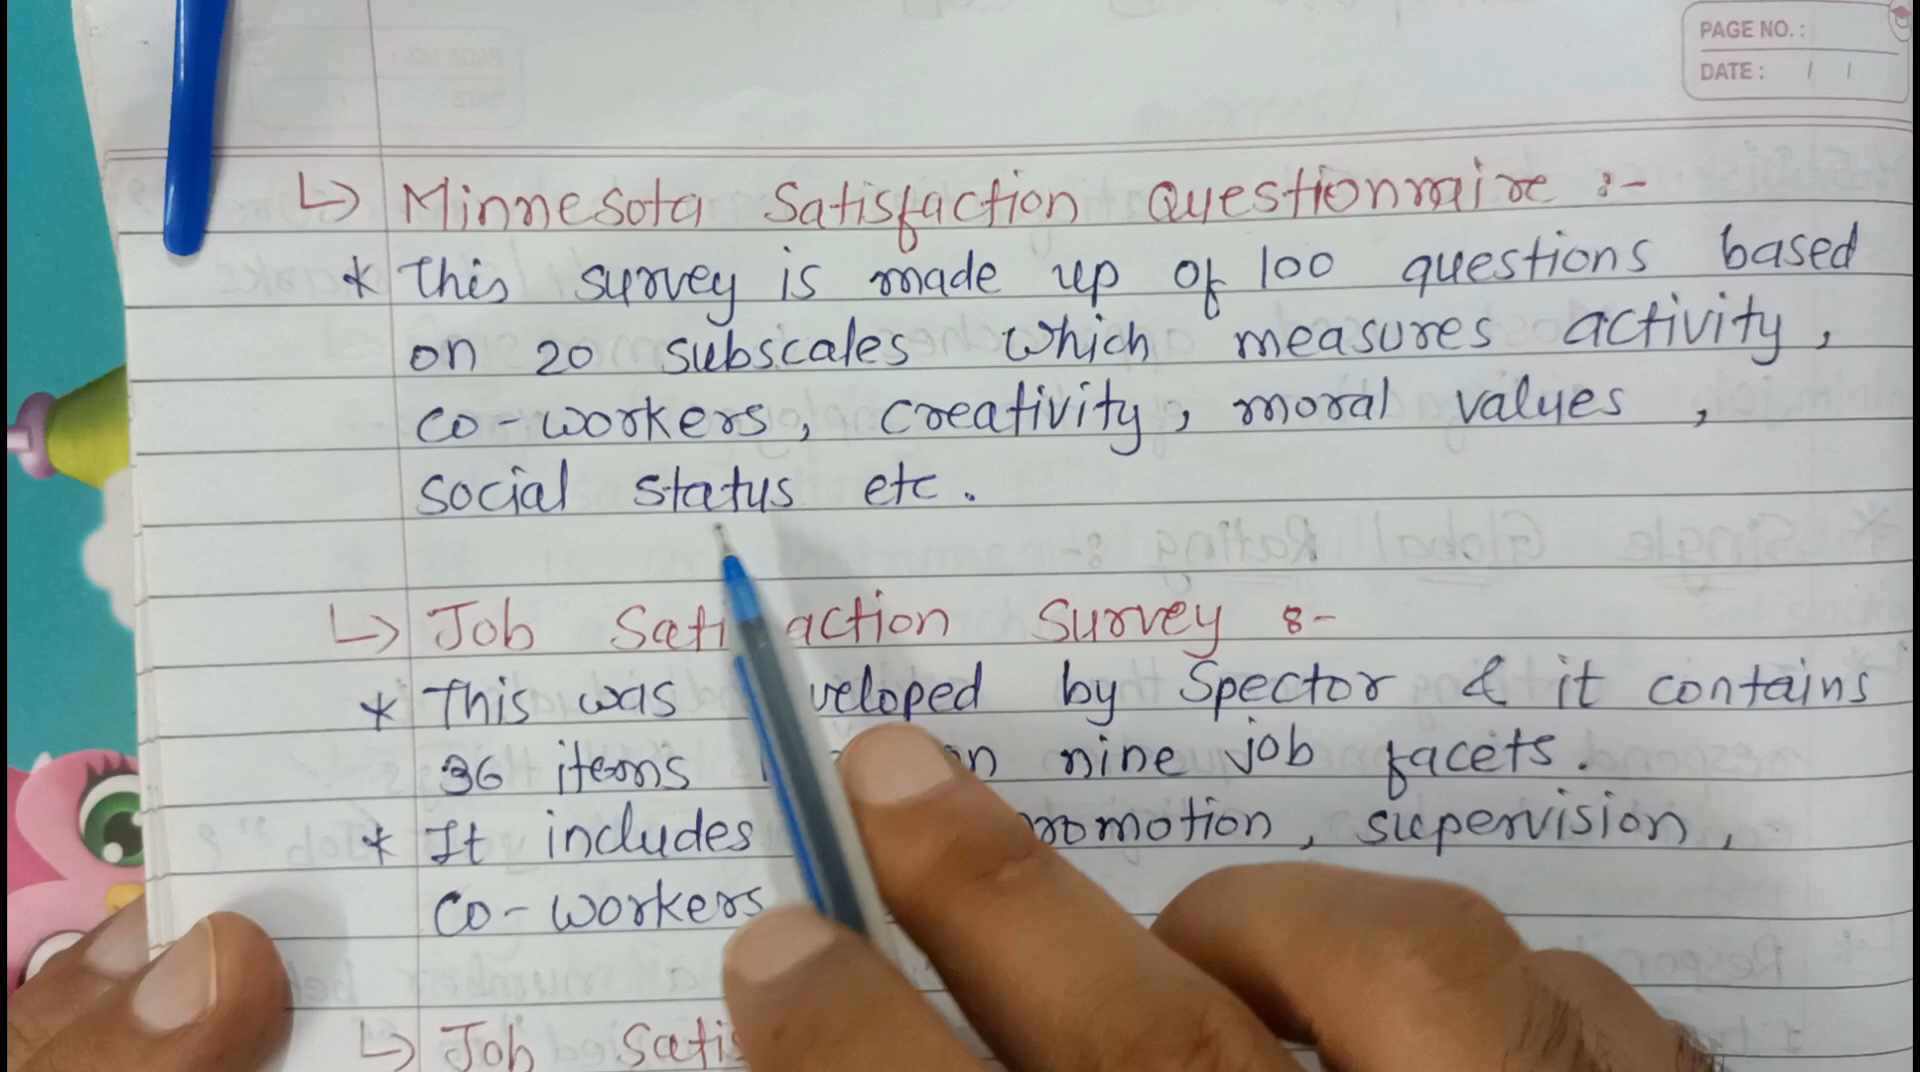 PAGE NO. :
DATE : / /
↳ Minnesota Satisfaction Questionnaire :-
* This survey is made up of 100 questions based
on 20 subscales which measures activity,
co-workers, creativity, moral values,
social status etc.
↳ Job Sati action Survey :-
* This was veloped by Spector & it contains
36 items on nine job facets.
* It includes romotion, supervision,
co-workers
↳ Job Satis